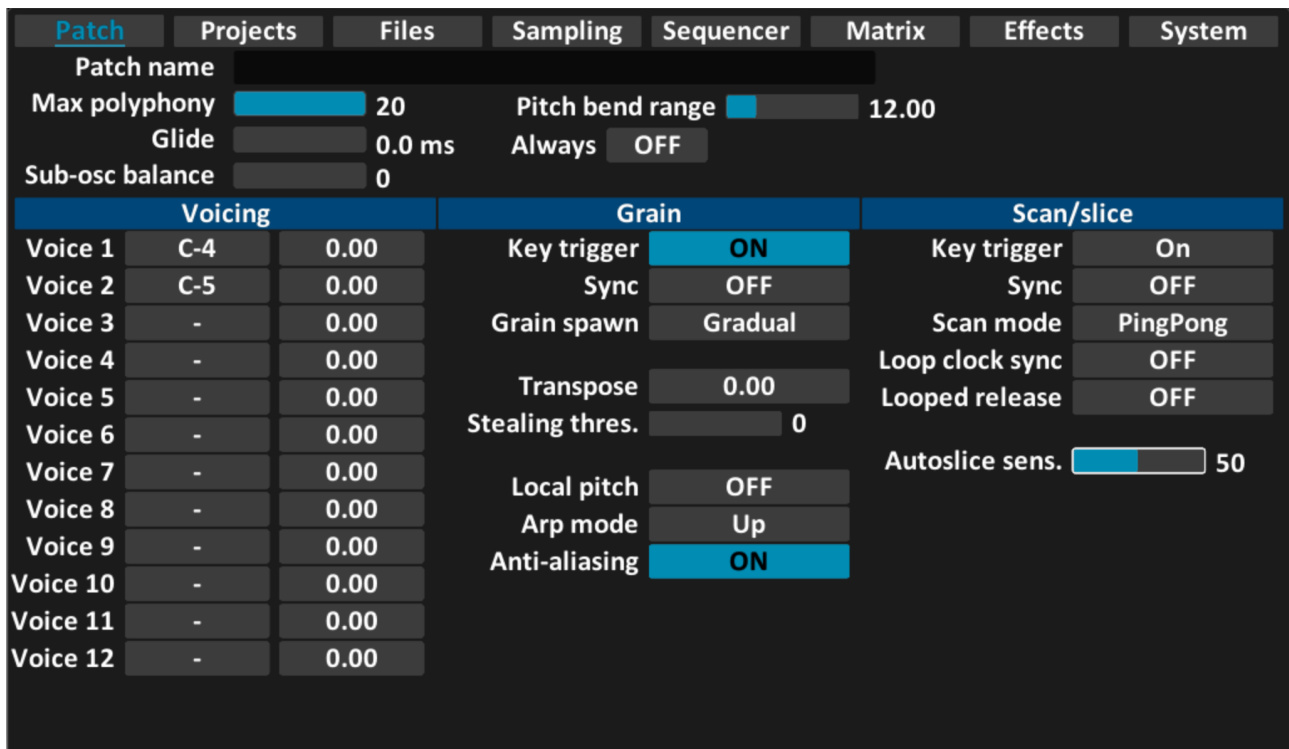 Patch Projects Files Sampling Sequencer Matrix Effects System
Patch name
Max polyphony 20 Pitch bend range 12.00
Glide 0.0 ms Always OFF
Sub-osc balance 0
Voicing Grain Scan/slice
Voice 1 C-4 0.00 Key trigger ON Key trigger On
Voice 2 C-5 0.00 Sync OFF Sync OFF
Voice 3 - 0.00 Grain spawn Gradual Scan mode PingPong
Voice 4 - 0.00 Loop clock sync OFF
Voice 5 - 0.00 Transpose 0.00 Looped release OFF
Voice 6 - 0.00 Stealing thres. 0
Voice 7 - 0.00 Autoslice sens. 50
Voice 8 - 0.00 Local pitch OFF
Voice 9 - 0.00 Arp mode Up
Voice 10 - 0.00 Anti-aliasing ON
Voice 11 - 0.00
Voice 12 - 0.00